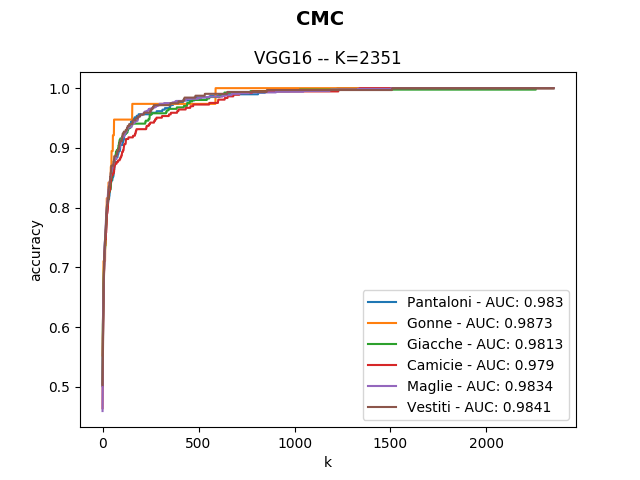 CMC
VGG16 -- K=2351
1.0
0.9
0.8
0.7
0.6
0.5
accuracy
Pantaloni - AUC: 0.983
Gonne - AUC: 0.9873
Giacche - AUC: 0.9813
Camicie - AUC: 0.979
Maglie - AUC: 0.9834
Vestiti - AUC: 0.9841
0 500 1000 1500 2000
k